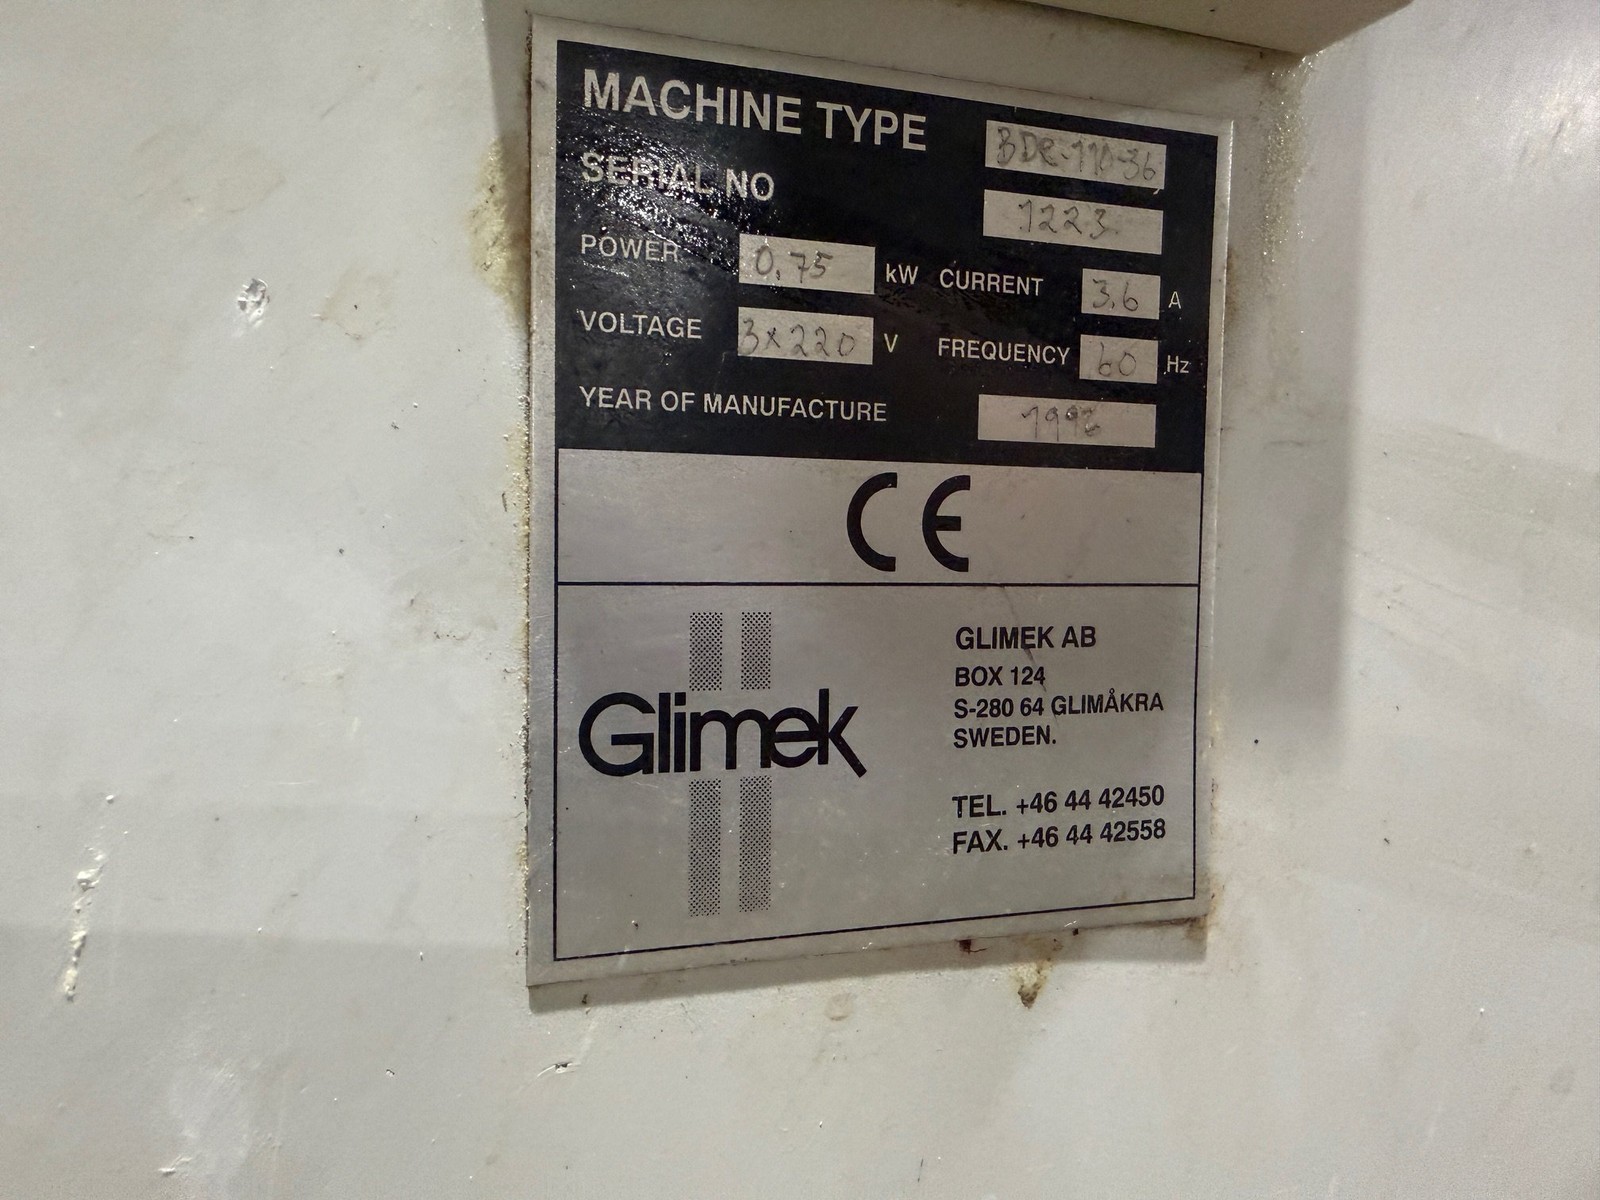 MACHINE TYPE BDR-110-36
SERIAL NO 1223
POWER 0,75 kW CURRENT 3.6 A
VOLTAGE 3x220 V FREQUENCY 60 Hz
YEAR OF MANUFACTURE
CE
Glimek
GLIMEK AB
BOX 124
S-280 64 GLIMÅKRA
SWEDEN.
TEL. +46 44 42450
FAX. +46 44 42558